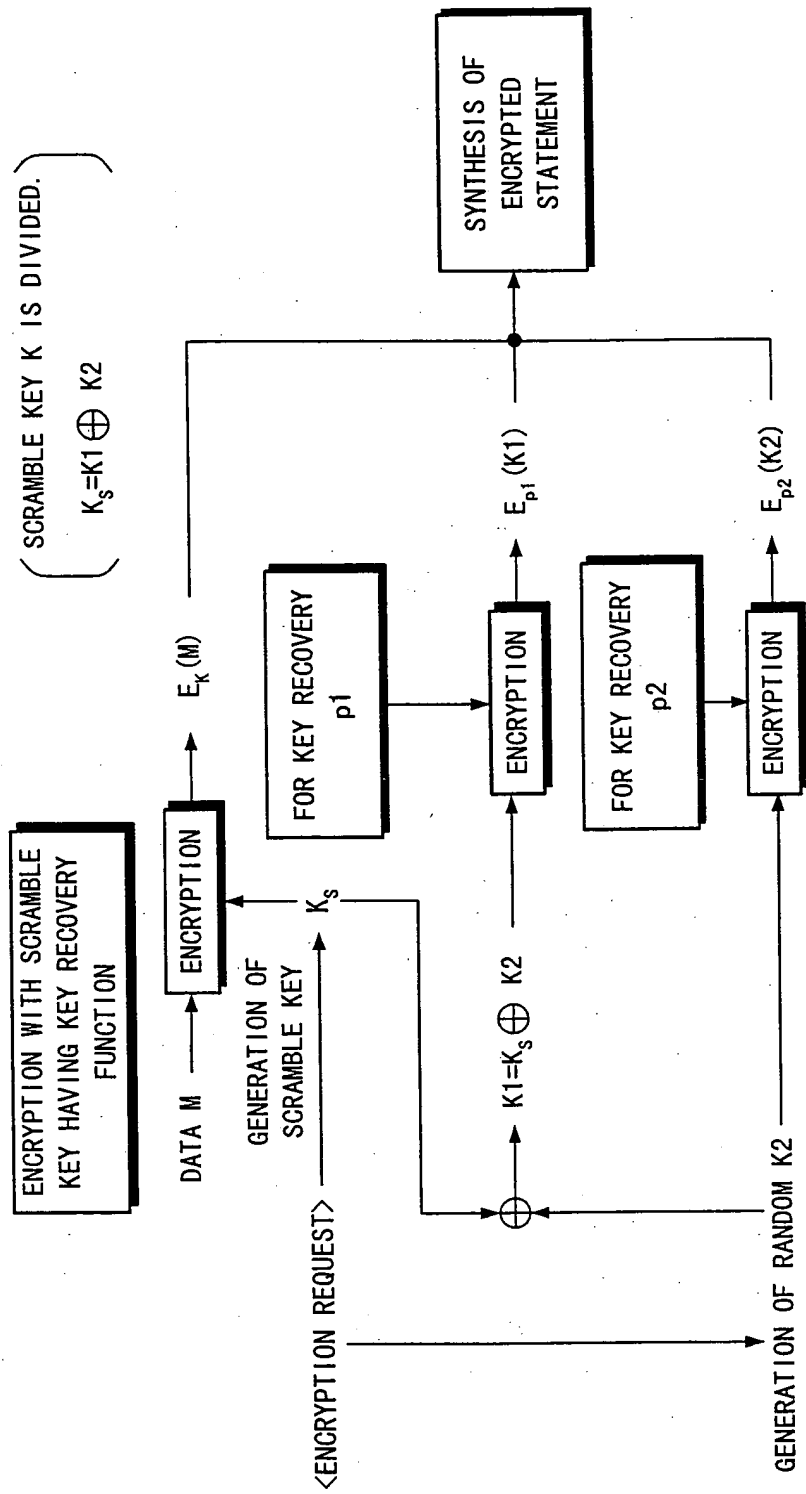 ENCRYPTION WITH SCRAMBLE
KEY HAVING KEY RECOVERY
FUNCTION
(SCRAMBLE KEY K IS DIVIDED.
K_S=K1 ⊕ K2)
DATA M
ENCRYPTION
E_K(M)
GENERATION OF
SCRAMBLE KEY
K_S
<ENCRYPTION REQUEST>
FOR KEY RECOVERY
p1
⊕
K1=K_S ⊕ K2
ENCRYPTION
E_p1(K1)
SYNTHESIS OF
ENCRYPTED
STATEMENT
FOR KEY RECOVERY
p2
GENERATION OF RANDOM K2
ENCRYPTION
E_p2(K2)